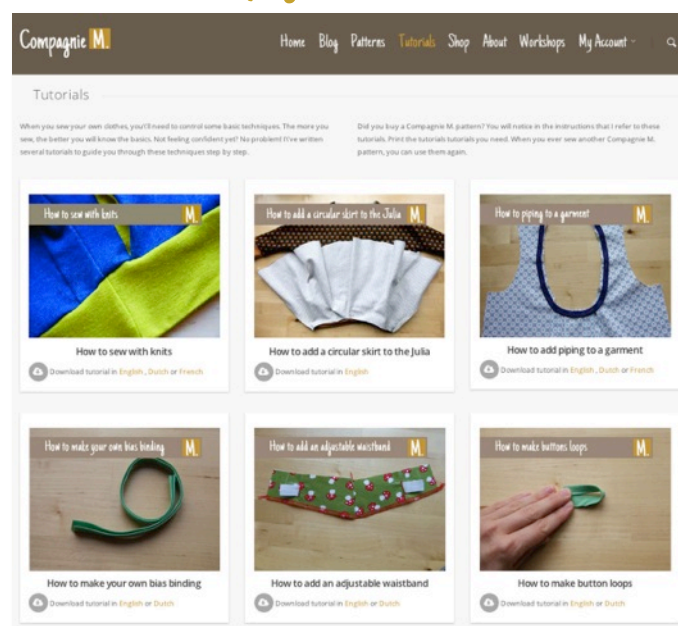 Compagnie M.
Home Blog Patterns Tutorials Shop About Workshops My Account
Tutorials
When you sew your own clothes, you'll need to control some basic techniques. The more you
sew, the better you will know the basics. Not feeling confident yet? No problem! I've written
several tutorials to guide you through these techniques step by step.
Did you buy a Compagnie M. pattern? You will notice in the instructions that I refer to these
tutorials. Print the tutorials tutorials you need. When you ever sew another Compagnie M.
pattern, you can use them again.
How to sew with knits M.
How to sew with knits
Download tutorial in English , Dutch or French
How to add a circular skirt to the Julia M.
How to add a circular skirt to the Julia
Download tutorial in English
How to piping to a garment M.
How to add piping to a garment
Download tutorial in English , Dutch or French
How to make your own bias binding M.
How to make your own bias binding
Download tutorial in English or Dutch
How to add an adjustable waistband M.
How to add an adjustable waistband
Download tutorial in English or Dutch
How to make buttons loops M.
How to make button loops
Download tutorial in English or Dutch